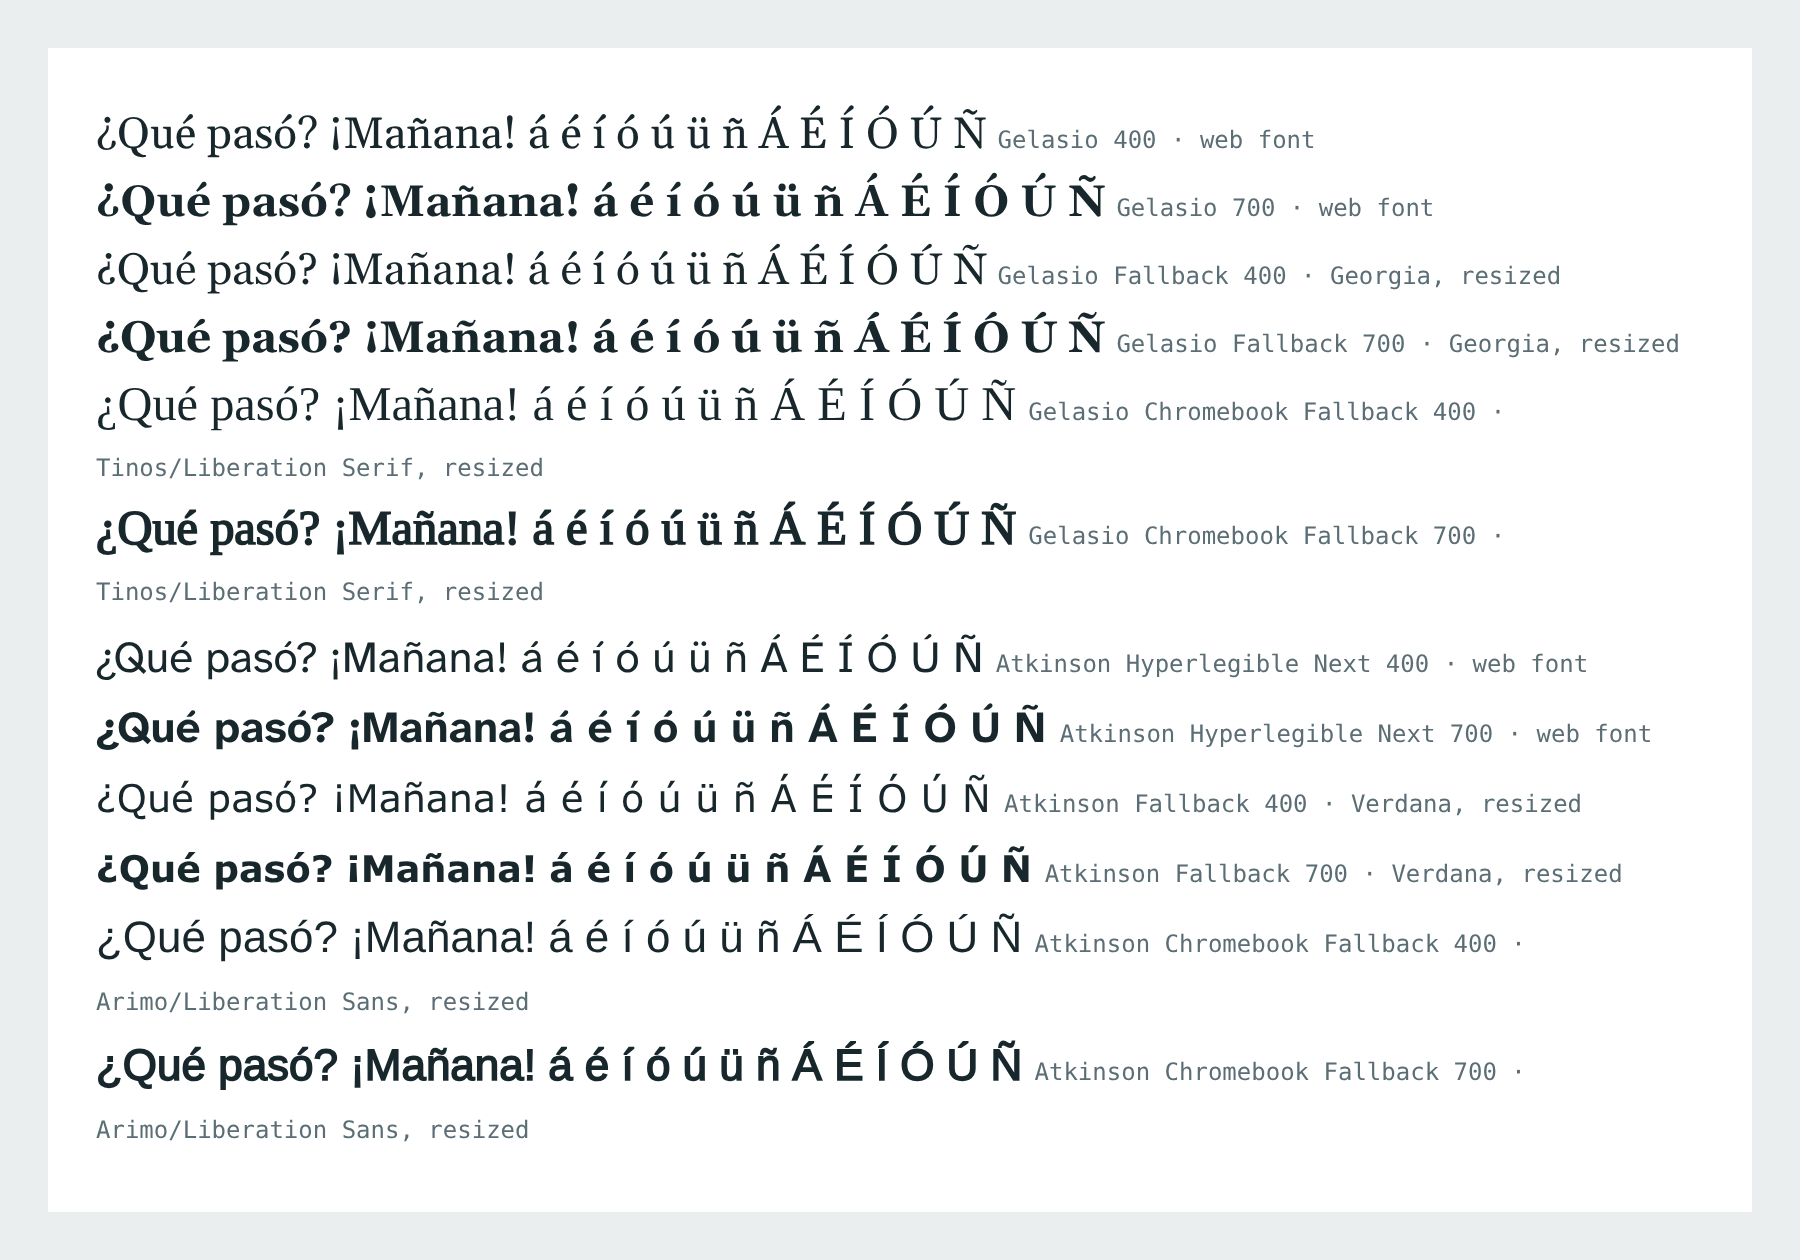 ¿Qué pasó? ¡Mañana! á é í ó ú ü ñ Á É Í Ó Ú Ñ Gelasio 400 · web font
¿Qué pasó? ¡Mañana! á é í ó ú ü ñ Á É Í Ó Ú Ñ Gelasio 700 · web font
¿Qué pasó? ¡Mañana! á é í ó ú ü ñ Á É Í Ó Ú Ñ Gelasio Fallback 400 · Georgia, resized
¿Qué pasó? ¡Mañana! á é í ó ú ü ñ Á É Í Ó Ú Ñ Gelasio Fallback 700 · Georgia, resized
¿Qué pasó? ¡Mañana! á é í ó ú ü ñ Á É Í Ó Ú Ñ Gelasio Chromebook Fallback 400 ·
Tinos/Liberation Serif, resized
¿Qué pasó? ¡Mañana! á é í ó ú ü ñ Á É Í Ó Ú Ñ Gelasio Chromebook Fallback 700 ·
Tinos/Liberation Serif, resized
¿Qué pasó? ¡Mañana! á é í ó ú ü ñ Á É Í Ó Ú Ñ Atkinson Hyperlegible Next 400 · web font
¿Qué pasó? ¡Mañana! á é í ó ú ü ñ Á É Í Ó Ú Ñ Atkinson Hyperlegible Next 700 · web font
¿Qué pasó? ¡Mañana! á é í ó ú ü ñ Á É Í Ó Ú Ñ Atkinson Fallback 400 · Verdana, resized
¿Qué pasó? ¡Mañana! á é í ó ú ü ñ Á É Í Ó Ú Ñ Atkinson Fallback 700 · Verdana, resized
¿Qué pasó? ¡Mañana! á é í ó ú ü ñ Á É Í Ó Ú Ñ Atkinson Chromebook Fallback 400 ·
Arimo/Liberation Sans, resized
¿Qué pasó? ¡Mañana! á é í ó ú ü ñ Á É Í Ó Ú Ñ Atkinson Chromebook Fallback 700 ·
Arimo/Liberation Sans, resized